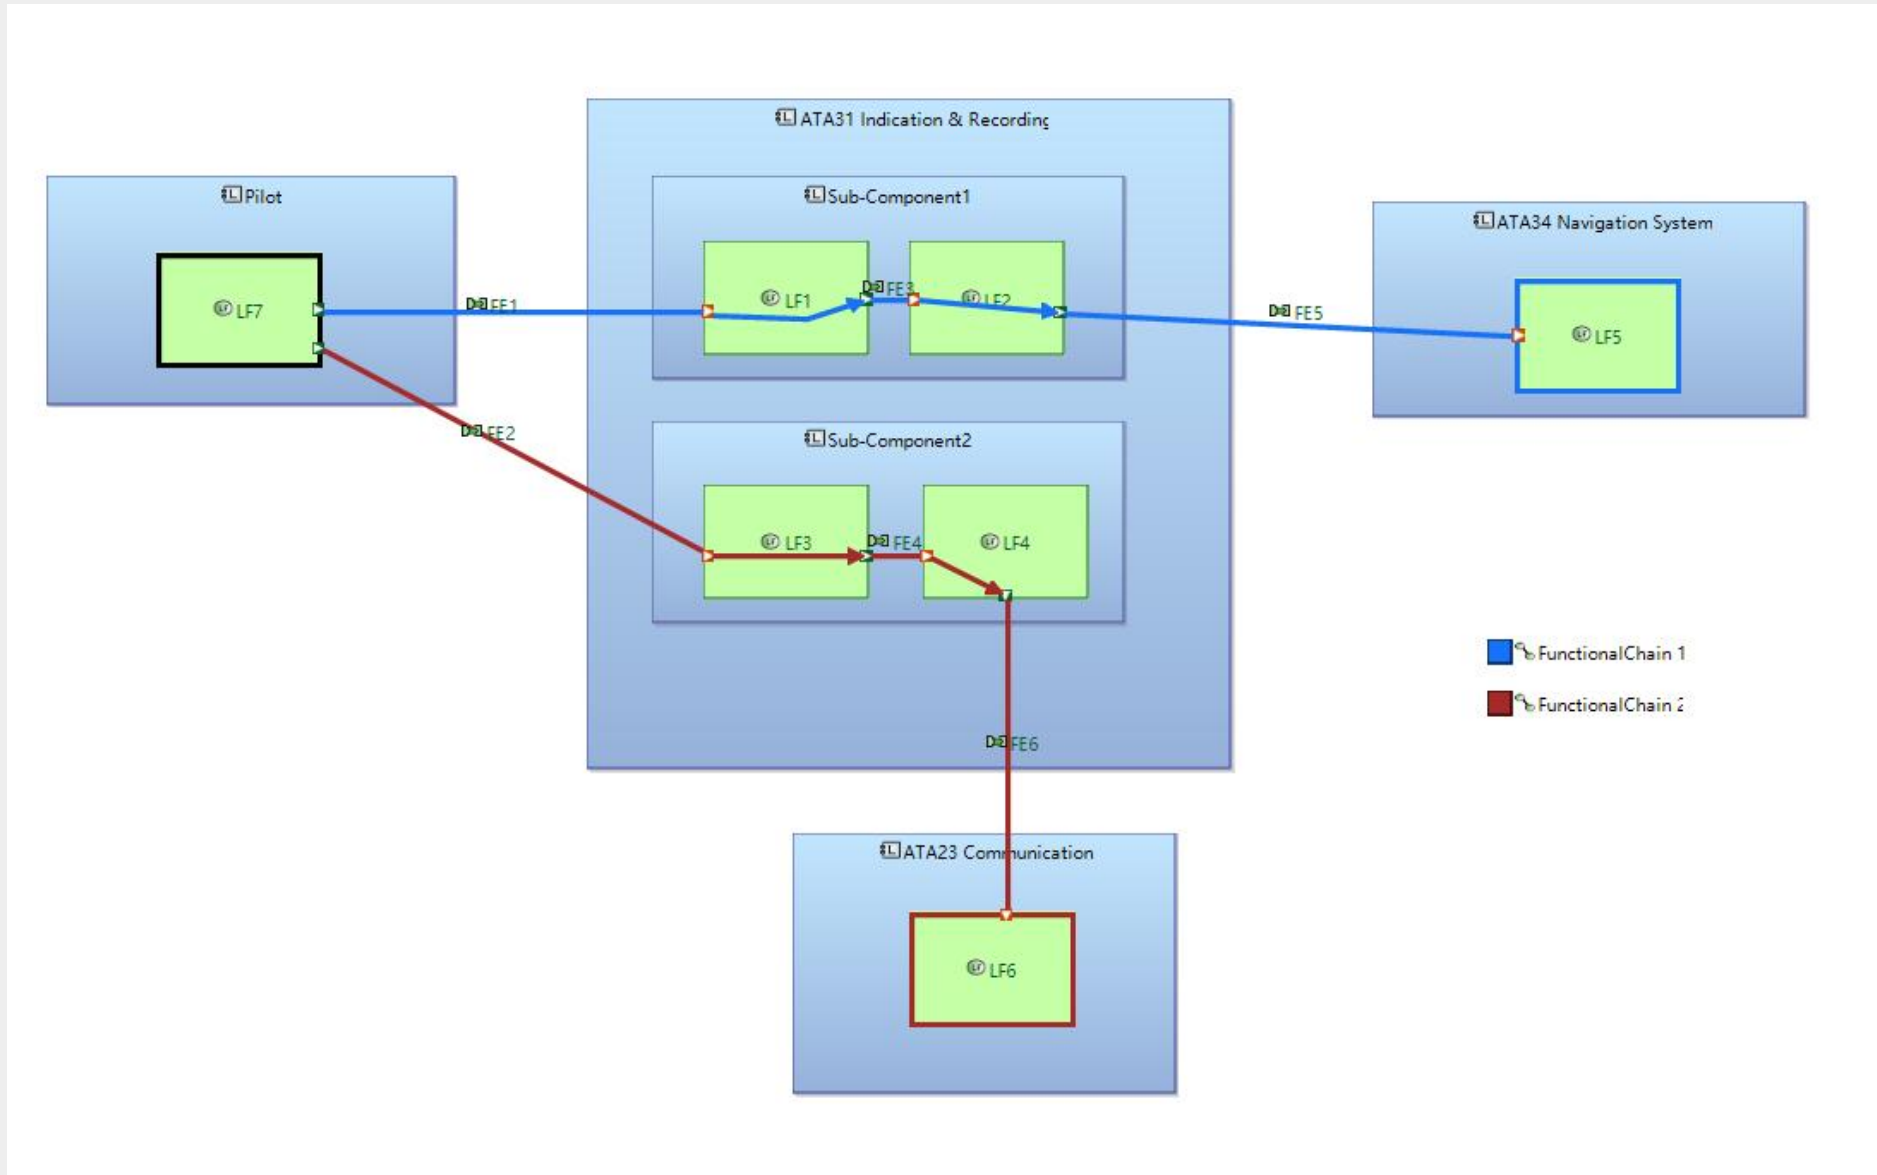 ATA31 Indication & Recording
Pilot
Sub-Component1
ATA34 Navigation System
LF7
FE1
LF1
FE3
LF2
FE5
LF5
FE2
Sub-Component2
LF3
FE4
LF4
FunctionalChain 1
FunctionalChain 2
FE6
ATA23 Communication
LF6